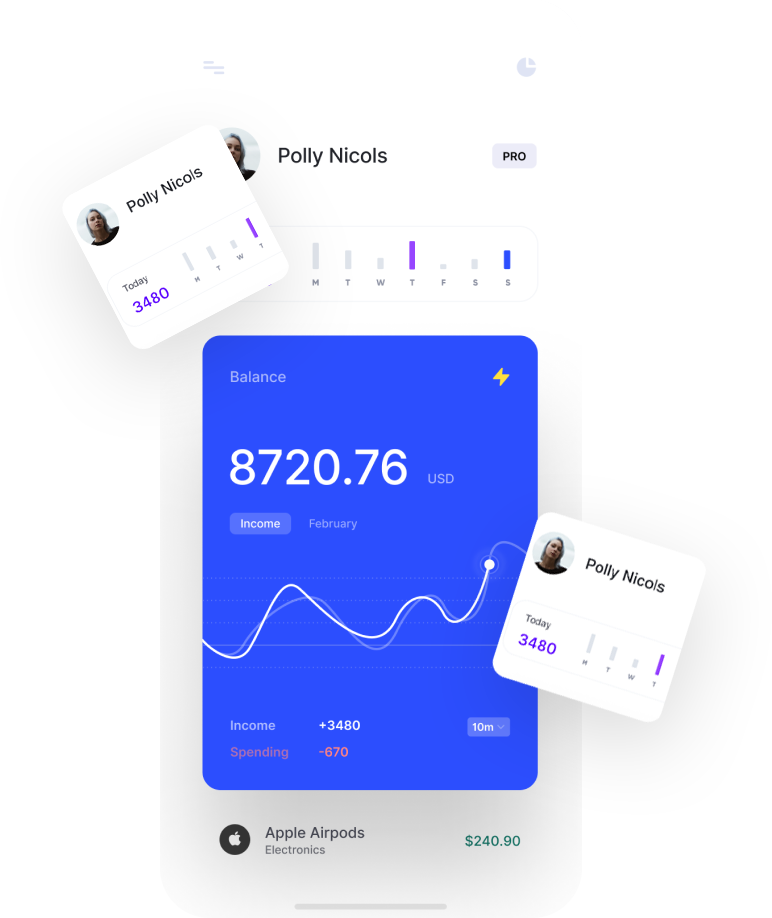 Polly Nicols
PRO
Polly Nicols
Today
3480
M T W T
M T W T F S S
Balance
8720.76 USD
Income February
Polly Nicols
Today
3480
M T W T
Income +3480 10m
Spending -670
Apple Airpods
Electronics
$240.90